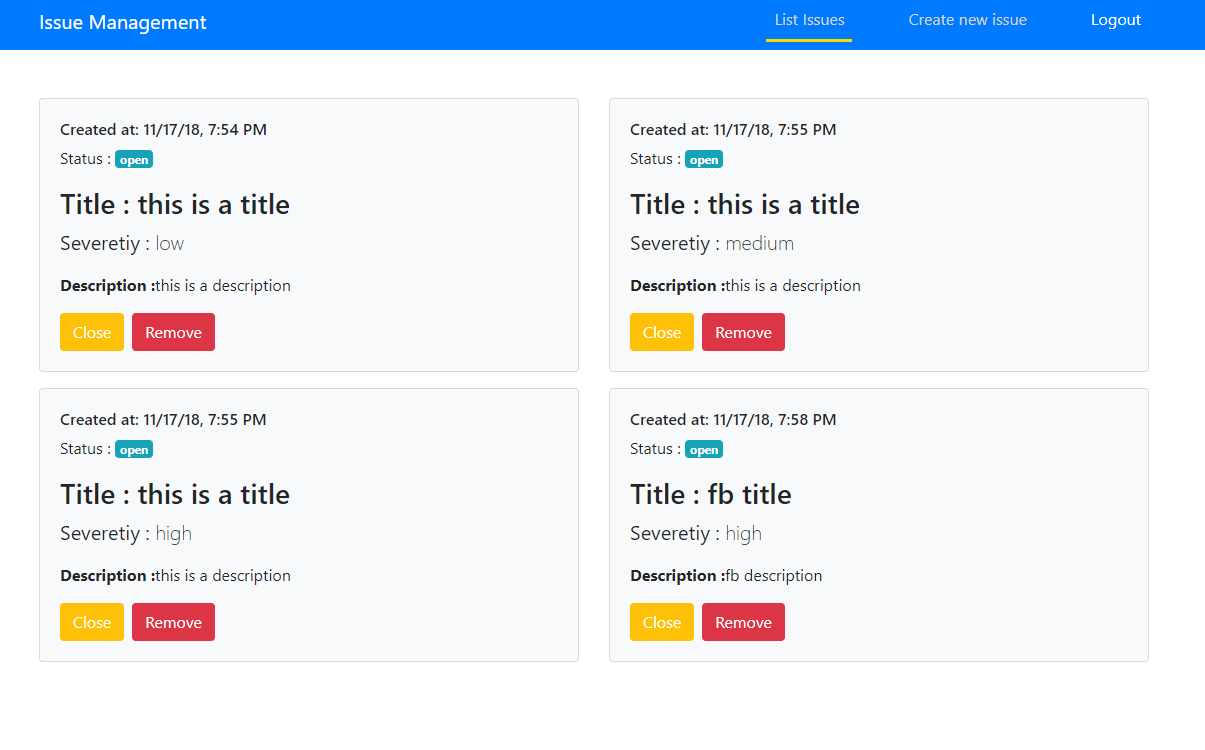 Issue Management
List Issues
Create new issue
Logout
Created at: 11/17/18, 7:54 PM
Status : open
Title : this is a title
Severetiy : low
Description :this is a description
Close
Remove
Created at: 11/17/18, 7:55 PM
Status : open
Title : this is a title
Severetiy : medium
Description :this is a description
Close
Remove
Created at: 11/17/18, 7:55 PM
Status : open
Title : this is a title
Severetiy : high
Description :this is a description
Close
Remove
Created at: 11/17/18, 7:58 PM
Status : open
Title : fb title
Severetiy : high
Description :fb description
Close
Remove